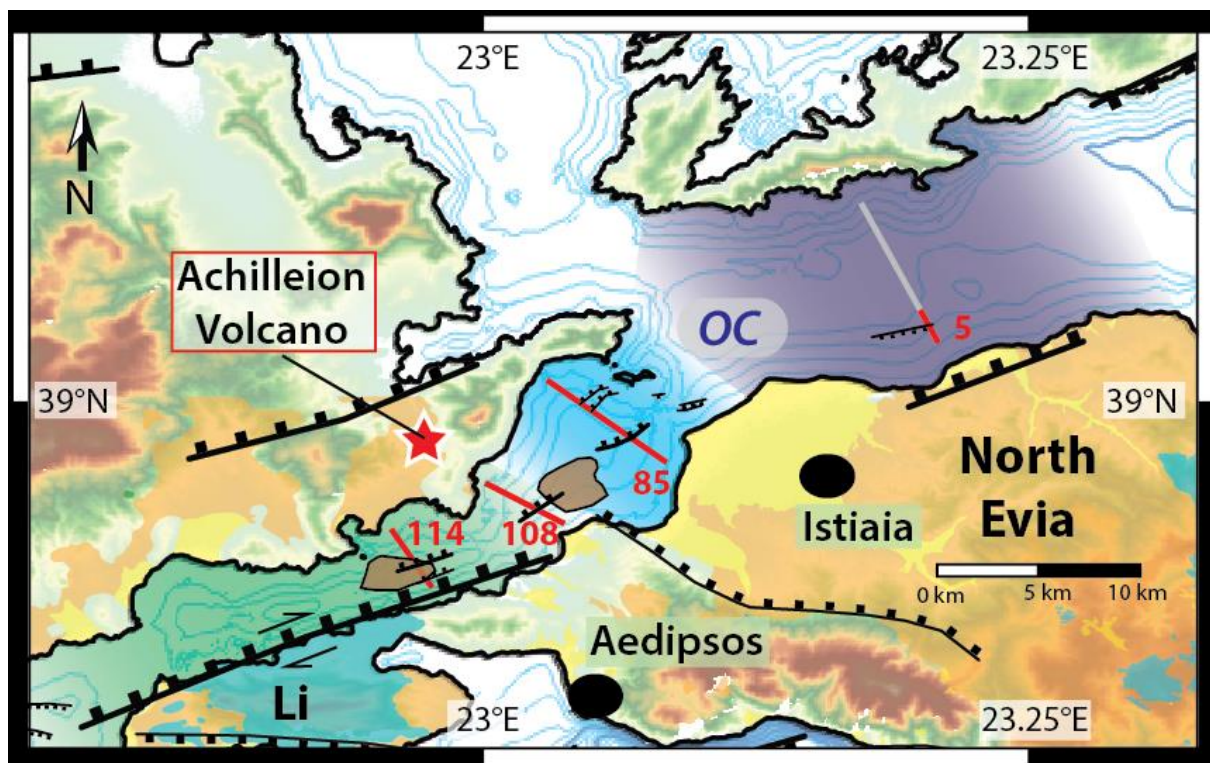 23°E
23.25°E
N
Achilleion
Volcano
OC
5
39°N
39°N
85
North
Evia
114
108
Istiaia
0 km
5 km
10 km
Aedipsos
Li
23°E
23.25°E